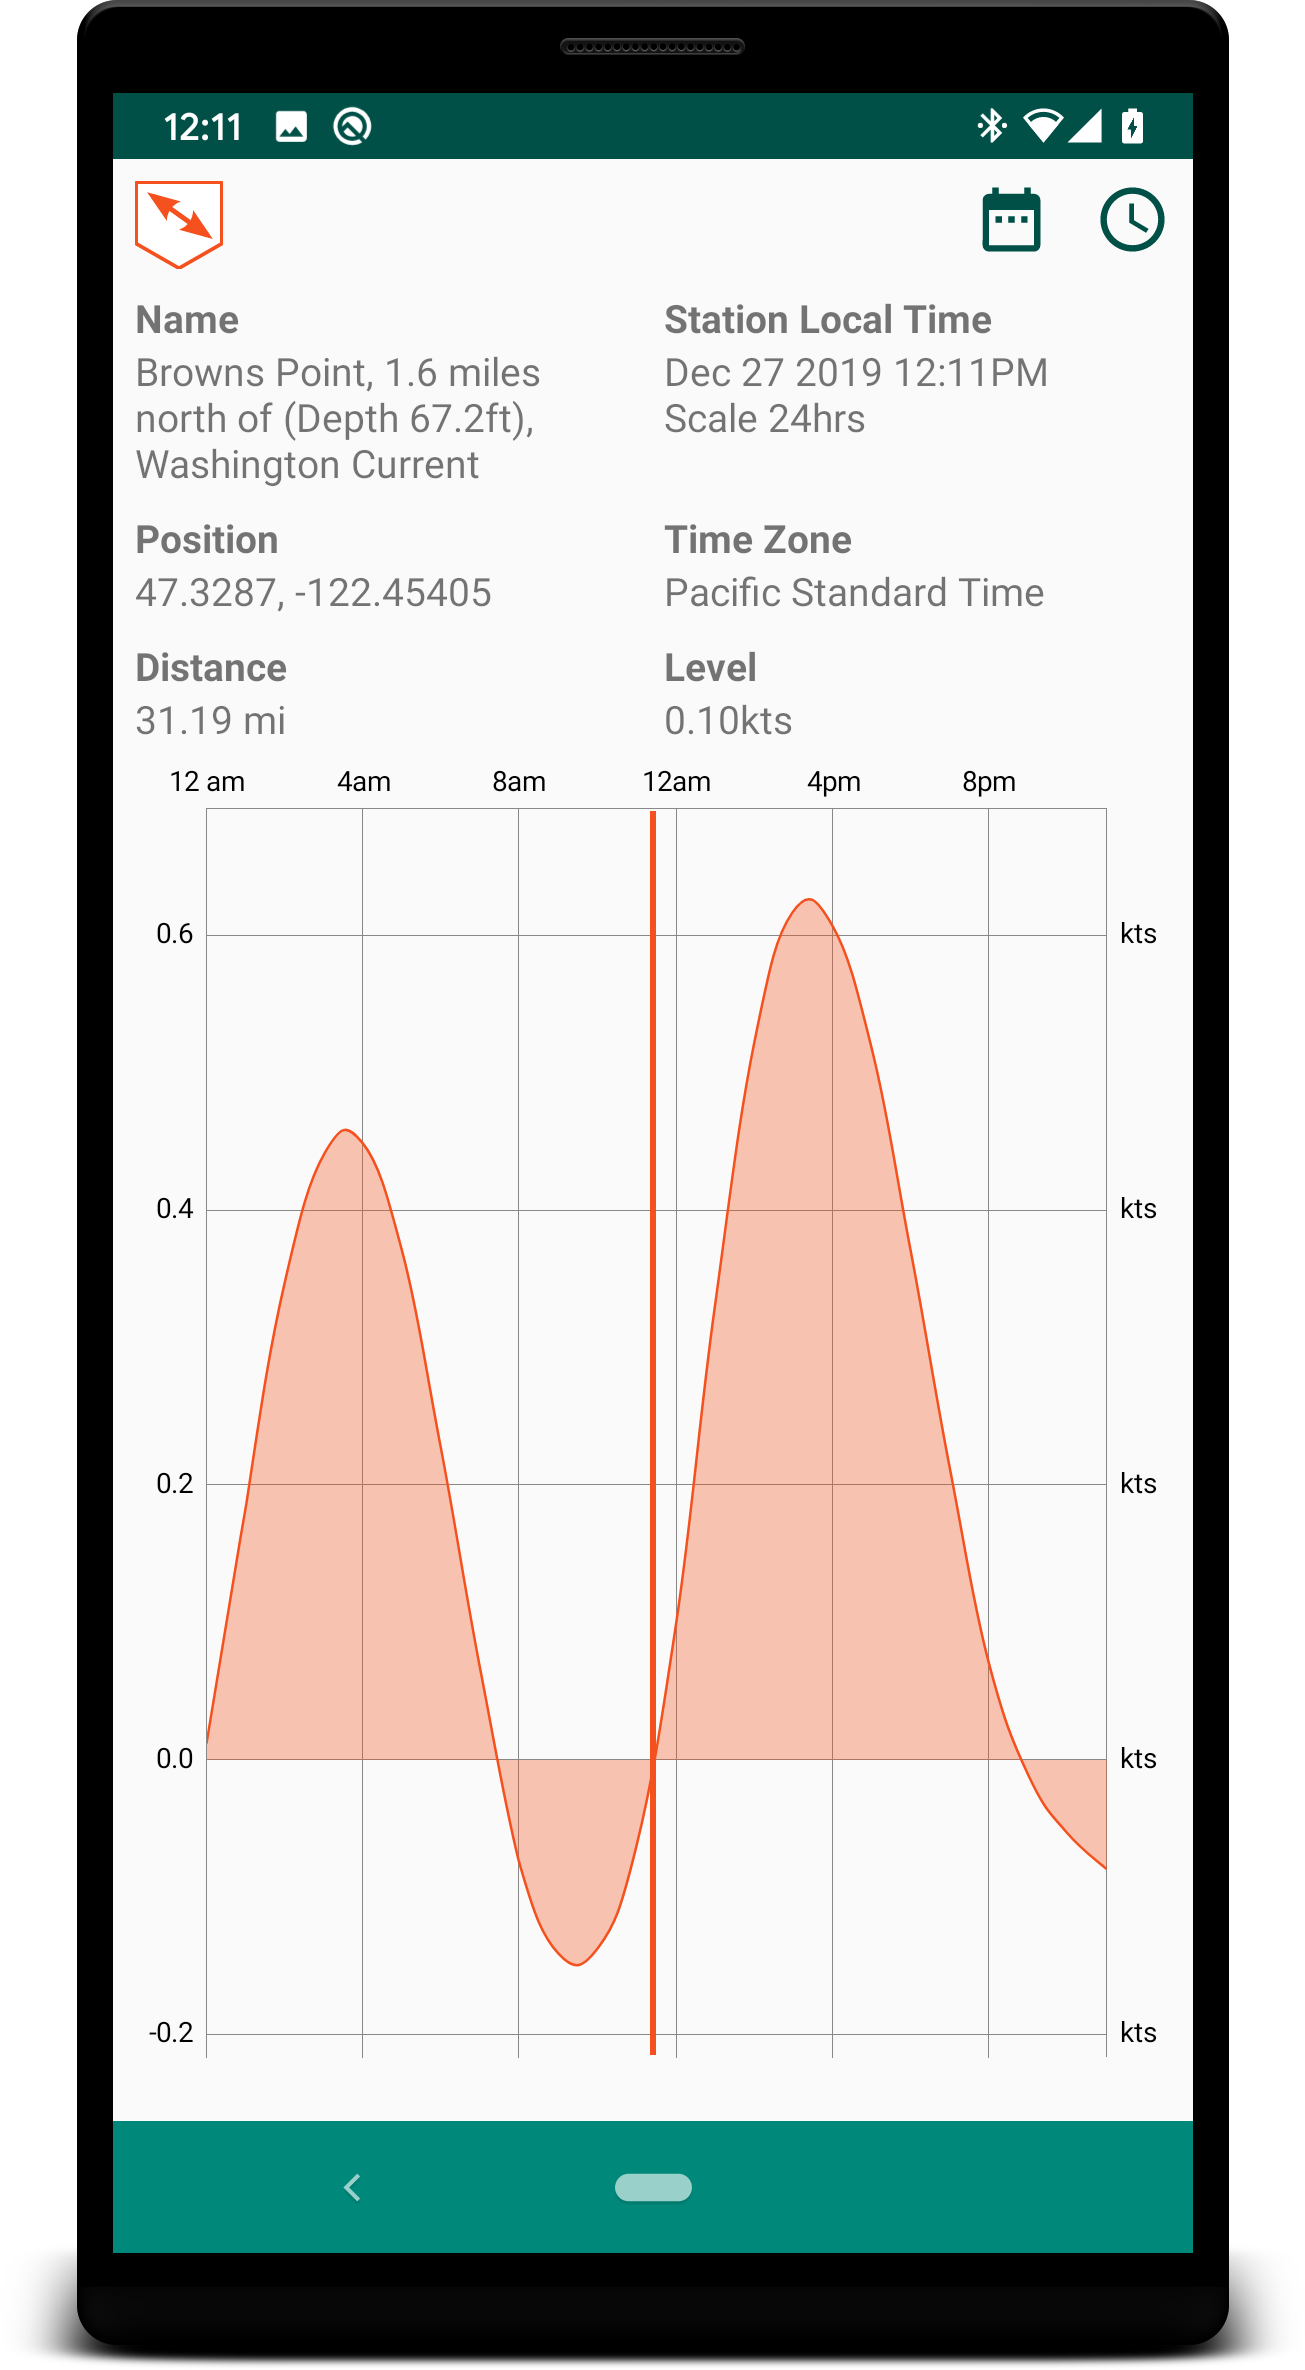 12:11
Name
Browns Point, 1.6 miles
north of (Depth 67.2ft),
Washington Current
Station Local Time
Dec 27 2019 12:11PM
Scale 24hrs
Position
47.3287, -122.45405
Time Zone
Pacific Standard Time
Distance
31.19 mi
Level
0.10kts
12 am 4am 8am 12am 4pm 8pm
0.6 kts
0.4 kts
0.2 kts
0.0 kts
-0.2 kts